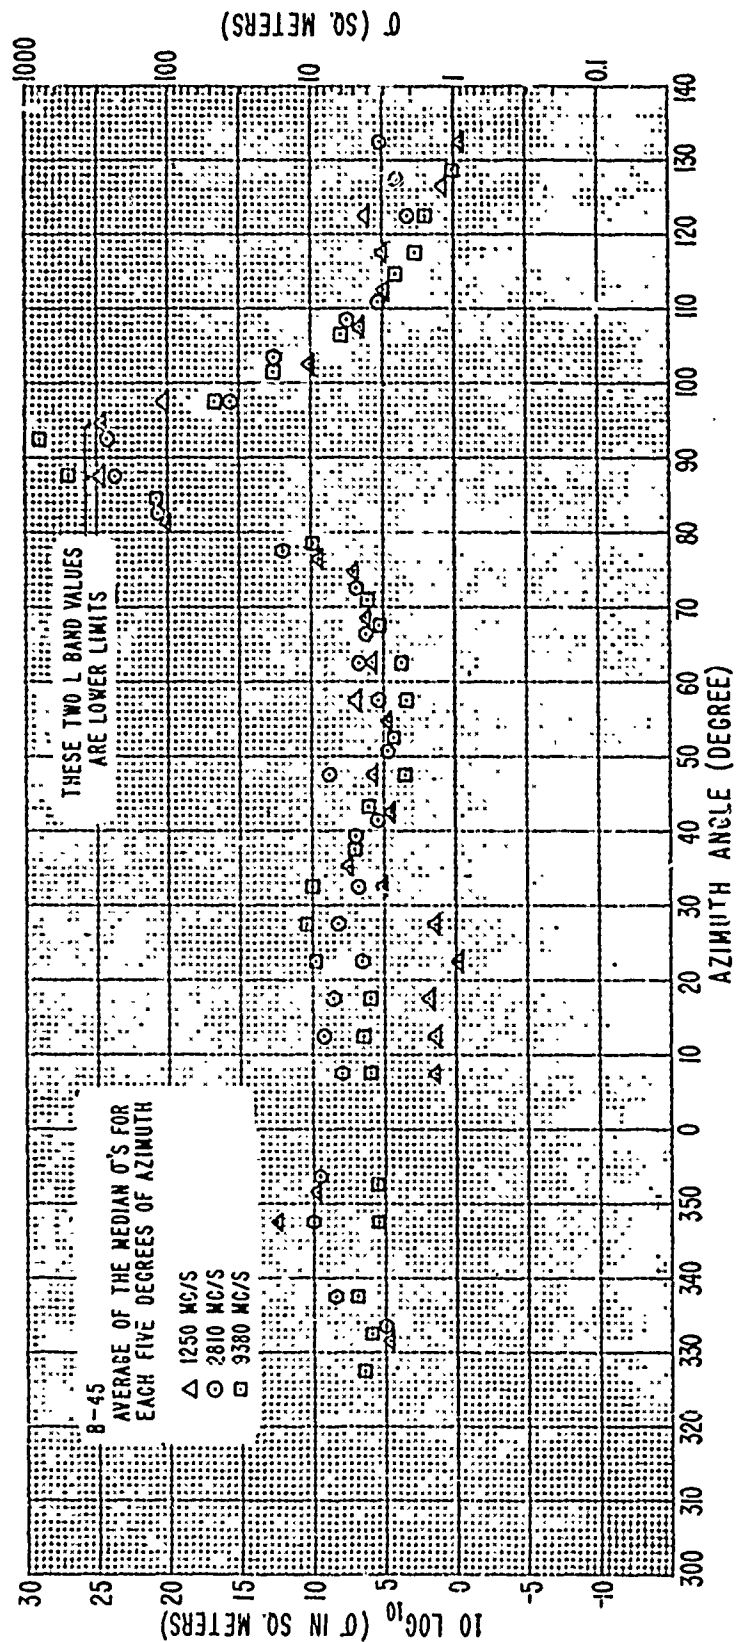 B-45
AVERAGE OF THE MEDIAN σ'S FOR
EACH FIVE DEGREES OF AZIMUTH
△ 1250 MC/S
⊙ 2810 MC/S
⊡ 9380 MC/S
THESE TWO L BAND VALUES
ARE LOWER LIMITS
10 LOG10 (σ IN SQ. METERS)
30
25
20
15
10
5
0
-5
-10
σ (SQ. METERS)
1000
100
10
1
0.1
300 310 320 330 340 350 0 10 20 30 40 50 60 70 80 90 100 110 120 130 140
AZIMUTH ANGLE (DEGREE)